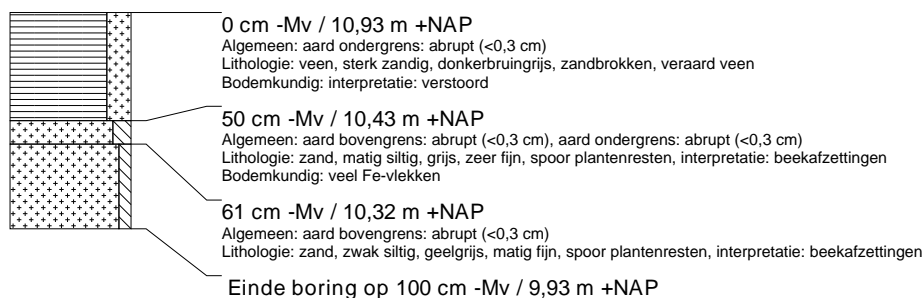 0 cm -Mv / 10,93 m +NAP
Algemeen: aard ondergrens: abrupt (<0,3 cm)
Lithologie: veen, sterk zandig, donkerbruingrijs, zandbrokken, veraard veen
Bodemkundig: interpretatie: verstoord
50 cm -Mv / 10,43 m +NAP
Algemeen: aard bovengrens: abrupt (<0,3 cm), aard ondergrens: abrupt (<0,3 cm)
Lithologie: zand, matig siltig, grijs, zeer fijn, spoor plantenresten, interpretatie: beekafzettingen
Bodemkundig: veel Fe-vlekken
61 cm -Mv / 10,32 m +NAP
Algemeen: aard bovengrens: abrupt (<0,3 cm)
Lithologie: zand, zwak siltig, geelgrijs, matig fijn, spoor plantenresten, interpretatie: beekafzettingen
Einde boring op 100 cm -Mv / 9,93 m +NAP